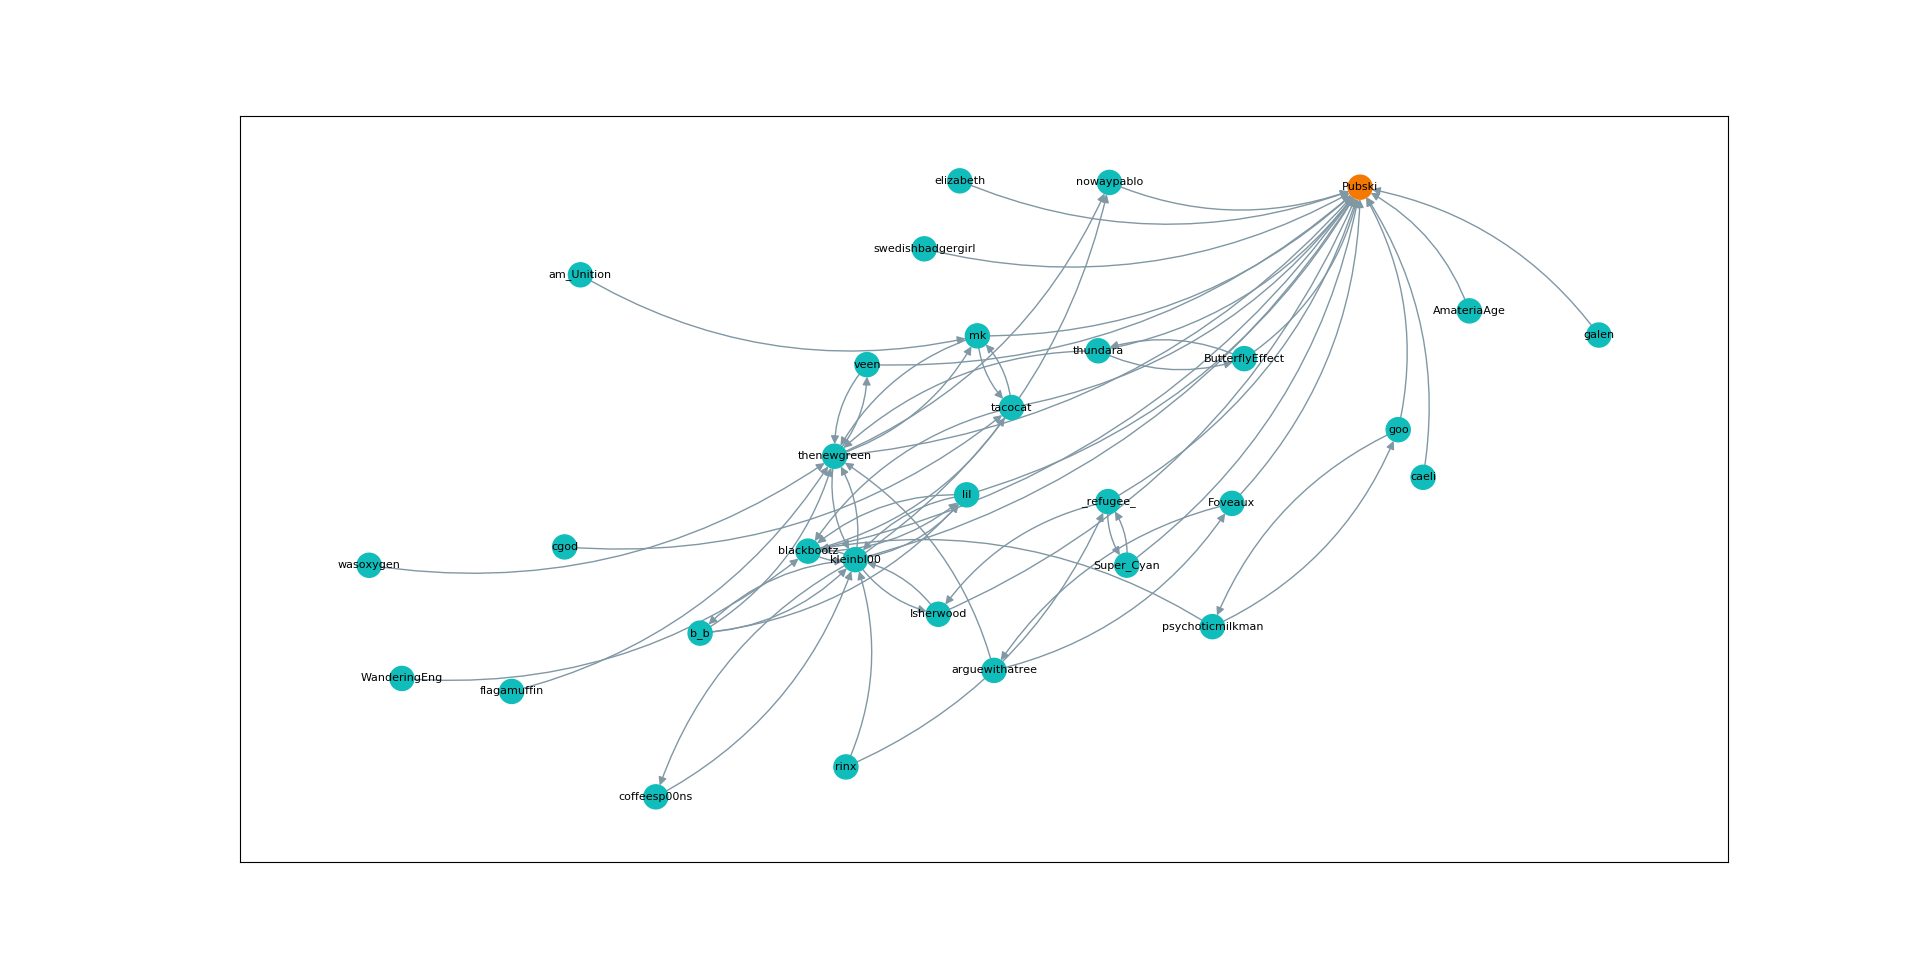 elizabeth
nowaypablo
Pubski
swedishbadgergirl
am_Unition
AmateriaAge
galen
mk
thundara
ButterflyEffect
veen
tacocat
goo
thenewgreen
caeli
lil
_refugee_
Foveaux
cgod
blackbootz
kleinbl00
wasoxygen
Super_Cyan
Isherwood
psychoticmilkman
b_b
arguewithatree
WanderingEng
flagamuffin
rinx
coffeesp00ns